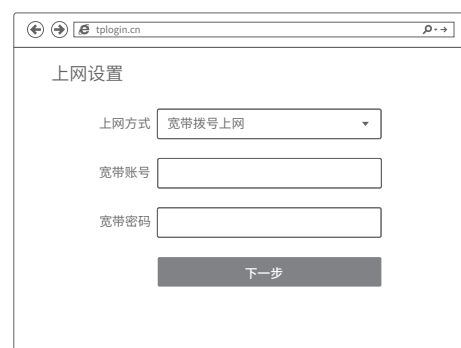 tplogin.cn
上网设置
上网方式 宽带拨号上网
宽带账号
宽带密码
下一步